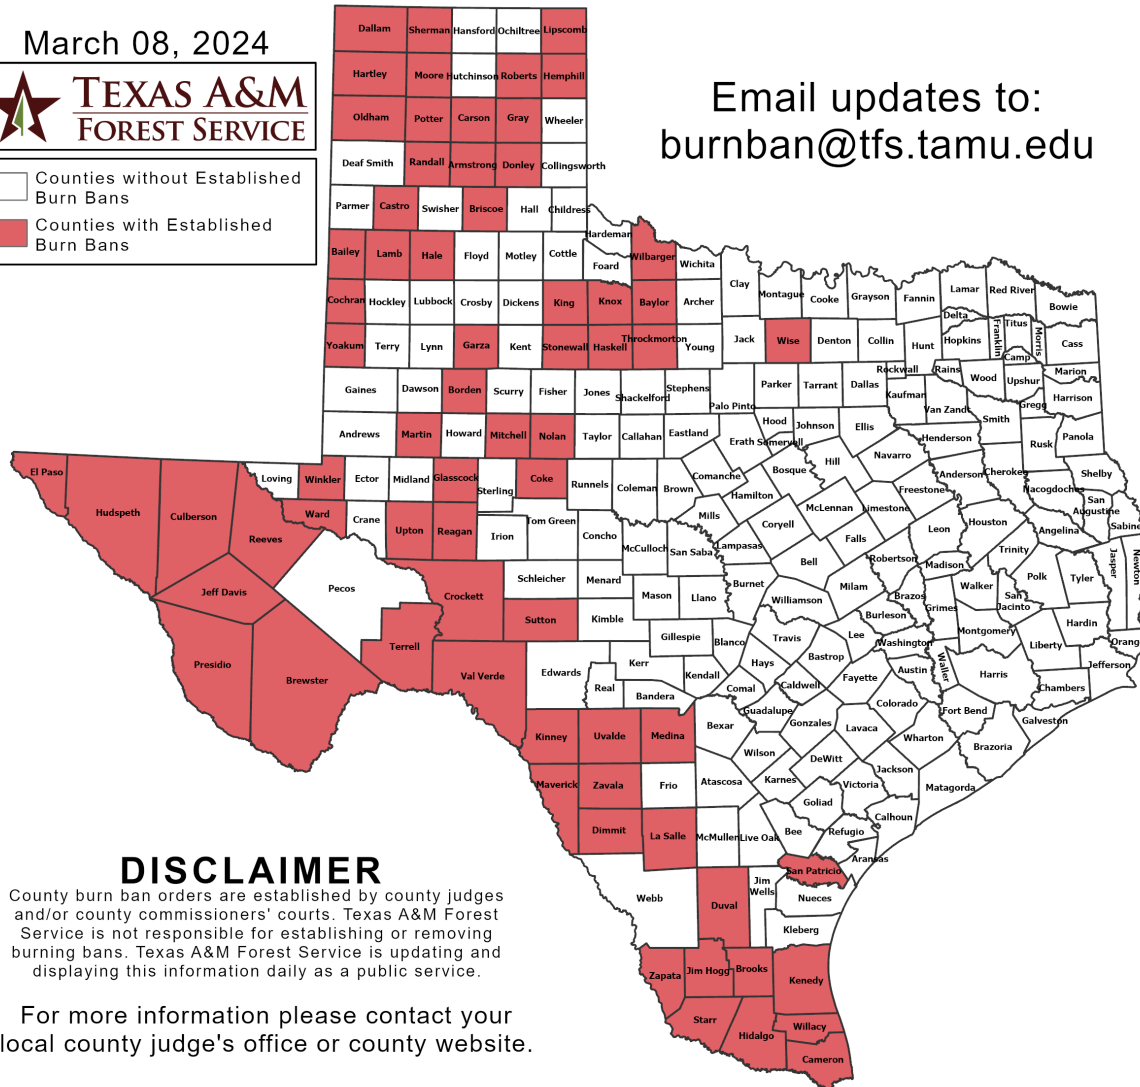 March 08, 2024
TEXAS A&M
FOREST SERVICE
Counties without Established
Burn Bans
Counties with Established
Burn Bans
Email updates to:
burnban@tfs.tamu.edu
Dallam Sherman Hansford Ochiltree Lipscomb
Hartley Moore Hutchinson Roberts Hemphill
Oldham Potter Carson Gray Wheeler
Deaf Smith Randall Armstrong Donley Collingsworth
Parmer Castro Swisher Briscoe Hall Childress
Hardeman
Bailey Lamb Hale Floyd Motley Cottle Foard Wilbarger Wichita
Cochran Hockley Lubbock Crosby Dickens King Knox Baylor Archer Clay Montague Cooke Grayson Fannin Lamar Red River Bowie
Delta Titus Franklin Morris
Yoakum Terry Lynn Garza Kent Stonewall Haskell Throckmorton Young Jack Wise Denton Collin Hunt Hopkins Camp Cass
Rockwall Rains Marion
Gaines Dawson Borden Scurry Fisher Jones Shackelford Stephens Palo Pinto Parker Tarrant Dallas Kaufman Van Zandt Wood Upshur Gregg Harrison
Andrews Martin Howard Mitchell Nolan Taylor Callahan Eastland Erath Hood Somervell Johnson Ellis Henderson Smith Rusk Panola
El Paso Loving Winkler Ector Midland Glasscock Sterling Coke Runnels Coleman Brown Comanche Hamilton Bosque Hill Navarro Anderson Cherokee Nacogdoches Shelby
Hudspeth Culberson Reeves Ward Crane Upton Reagan Irion Tom Green Concho McCulloch San Saba Mills Lampasas Coryell McLennan Limestone Freestone Falls Leon Houston Angelina San
Augustine Sabine
Jeff Davis Pecos Crockett Schleicher Menard Mason Llano Burnet Bell Milam Robertson Madison Trinity Walker Polk Tyler Jasper Newton
Sutton Kimble Gillespie Blanco Williamson Travis Lee Burleson Brazos Grimes San
Jacinto Montgomery Liberty Hardin Orang
Presidio Brewster Terrell Val Verde Edwards Kerr Real Bandera Kendall Comal Hays Caldwell Bastrop Fayette Washington Austin Waller Harris Chambers Jefferson
Kinney Uvalde Medina Bexar Guadalupe Gonzales Lavaca Colorado Fort Bend Wharton Brazoria Galveston
Maverick Zavala Frio Atascosa Wilson Karnes DeWitt Victoria Jackson Matagorda
Dimmit La Salle McMullen Live Oak Bee Goliad Refugio Calhoun
Aransas
Webb Duval Jim
Wells San Patricio Nueces
Kleberg
Zapata Jim Hogg Brooks Kenedy
Starr Hidalgo Willacy
Cameron
DISCLAIMER
County burn ban orders are established by county judges
and/or county commissioners' courts. Texas A&M Forest
Service is not responsible for establishing or removing
burning bans. Texas A&M Forest Service is updating and
displaying this information daily as a public service.
For more information please contact your
local county judge's office or county website.